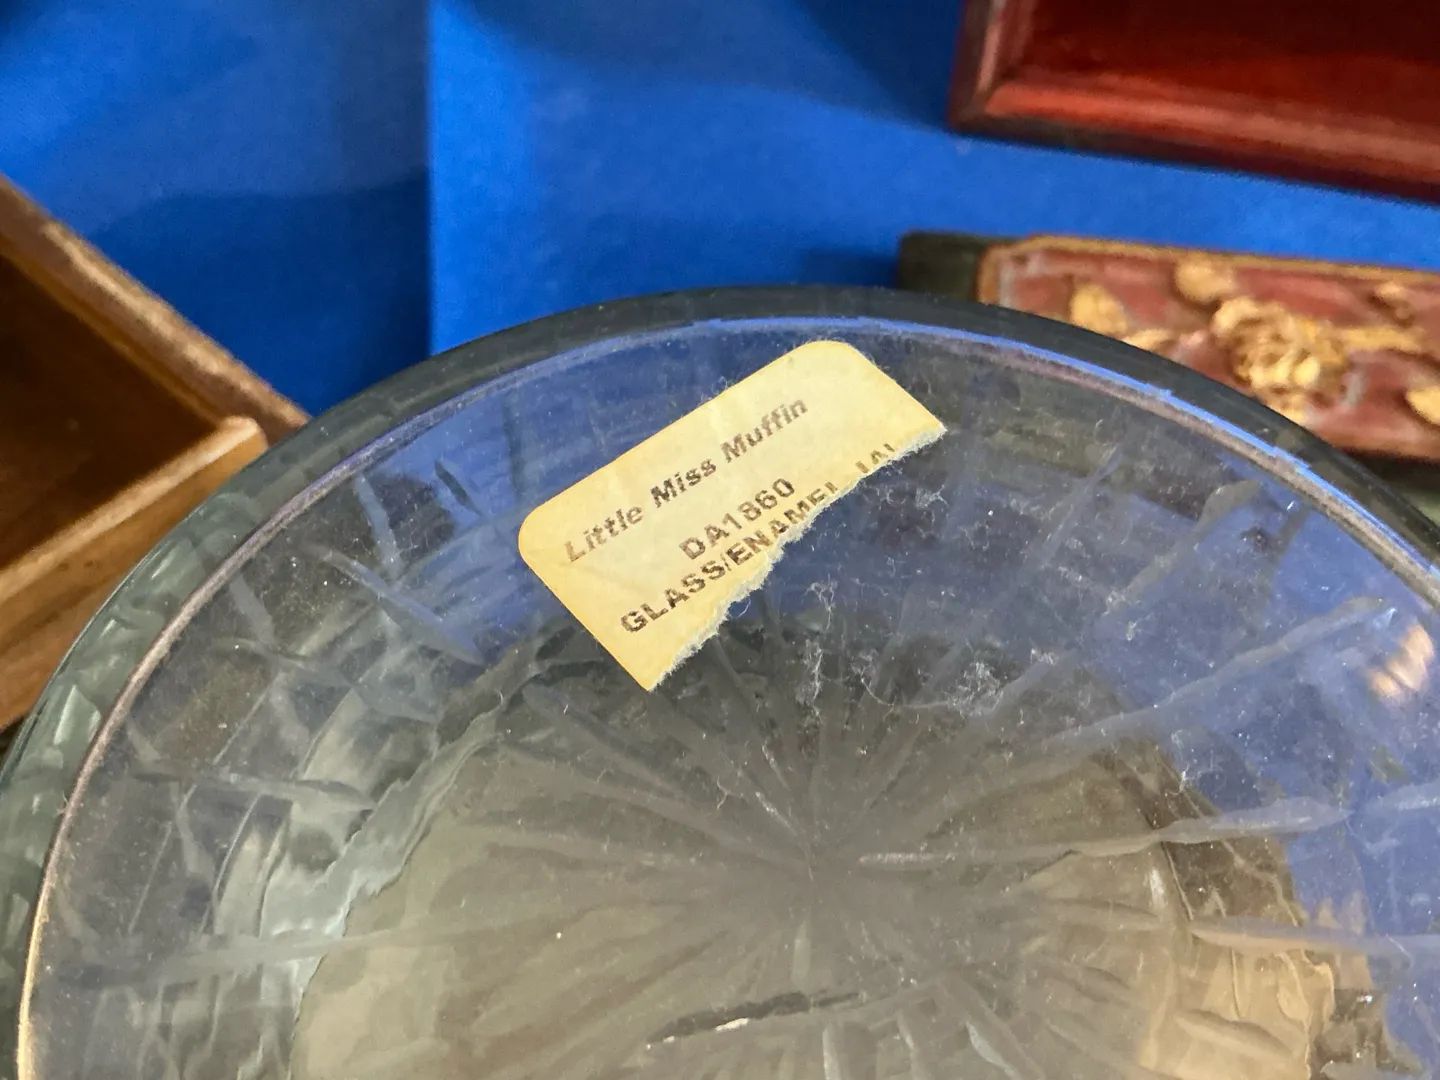 Little Miss Muffin
DA1860
GLASS/ENAMEL